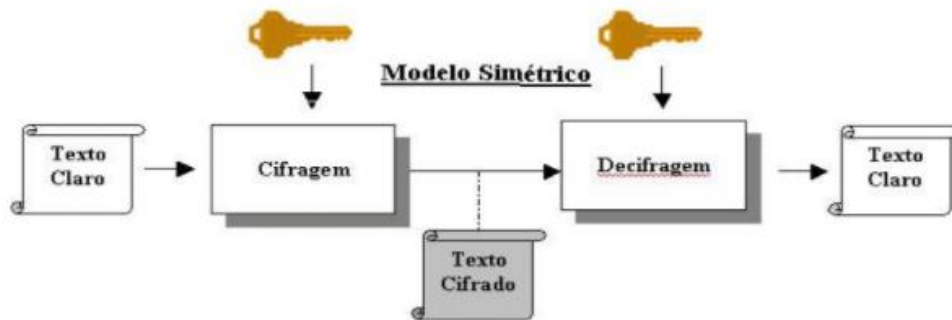 Modelo Simétrico
Texto
Claro
Cifragem
Decifragem
Texto
Claro
Texto
Cifrado